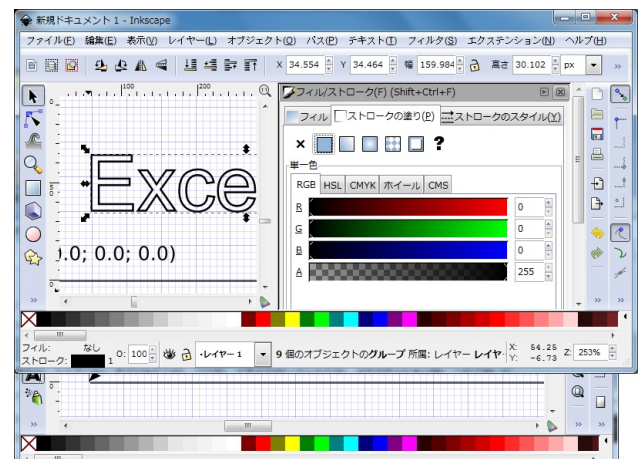 新規ドキュメント 1 - Inkscape
ファイル(F) 編集(E) 表示(V) レイヤー(L) オブジェクト(O) パス(P) テキスト(T) フィルタ(S) エクステンション(N) ヘルプ(H)
X 34.554 Y 34.464 幅 159.984 高さ 30.102 px
100 200
フィル/ストローク(F) (Shift+Ctrl+F)
フィル ストロークの塗り(P) ストロークのスタイル(Y)
単一色
RGB HSL CMYK ホイール CMS
R 0
G 0
B 0
A 255
Exce
).0; 0.0; 0.0)
フィル: なし
ストローク: 1
O: 100
・レイヤー 1
9 個のオブジェクトのグループ 所属: レイヤー レイヤ
X: 54.25
Y: -6.73
Z: 253%